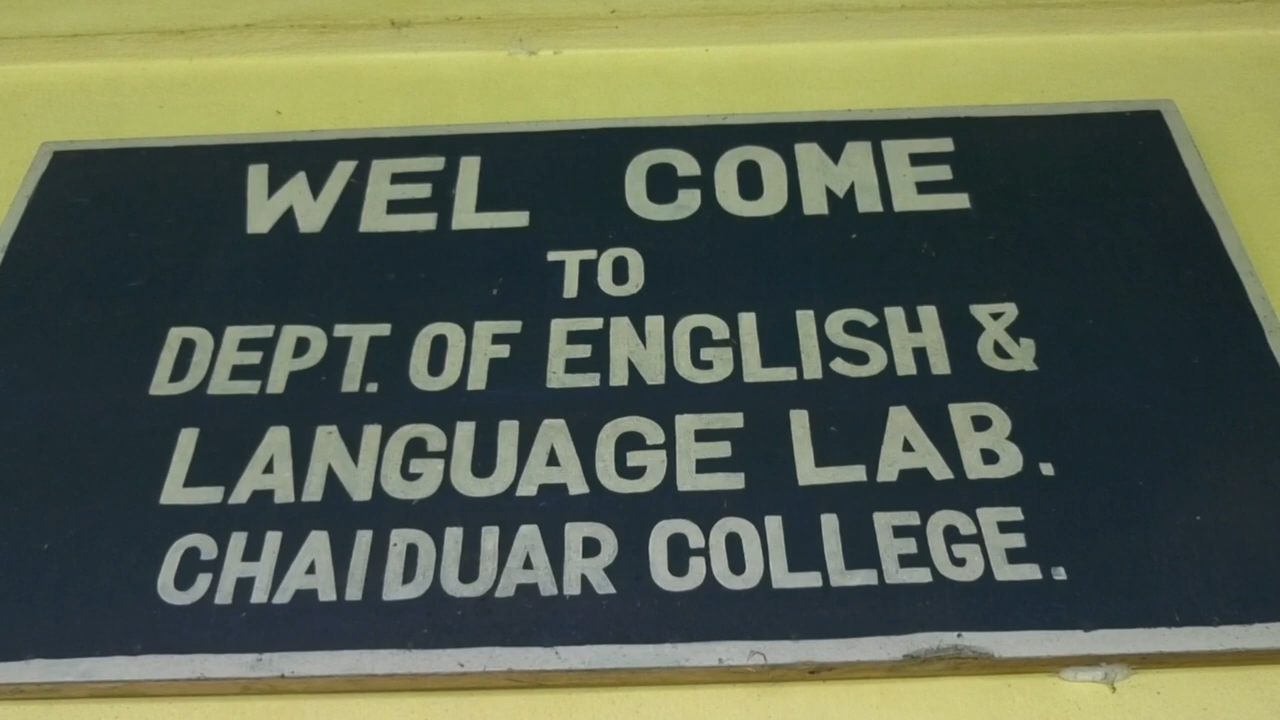 WEL COME
TO
DEPT. OF ENGLISH &
LANGUAGE LAB.
CHAIDUAR COLLEGE.